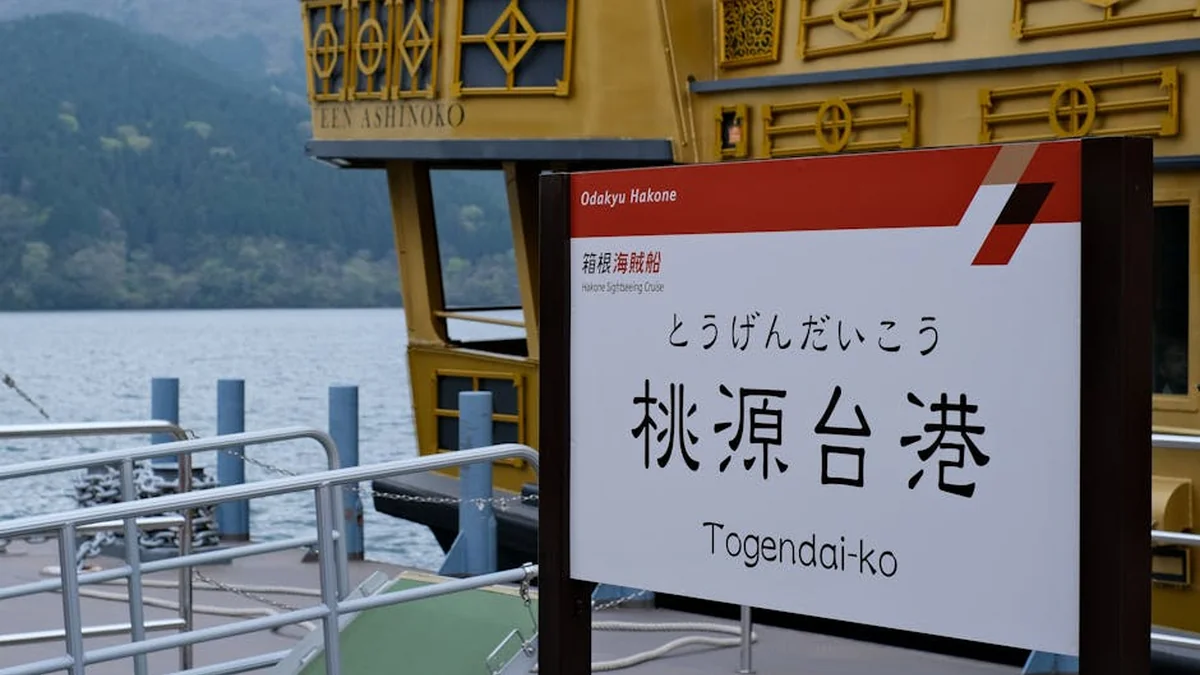 EEN ASHINOKO
Odakyu Hakone
箱根海賊船
Hakone Sightseeing Cruise
とうげんだいこう
桃源台港
Togendai-ko